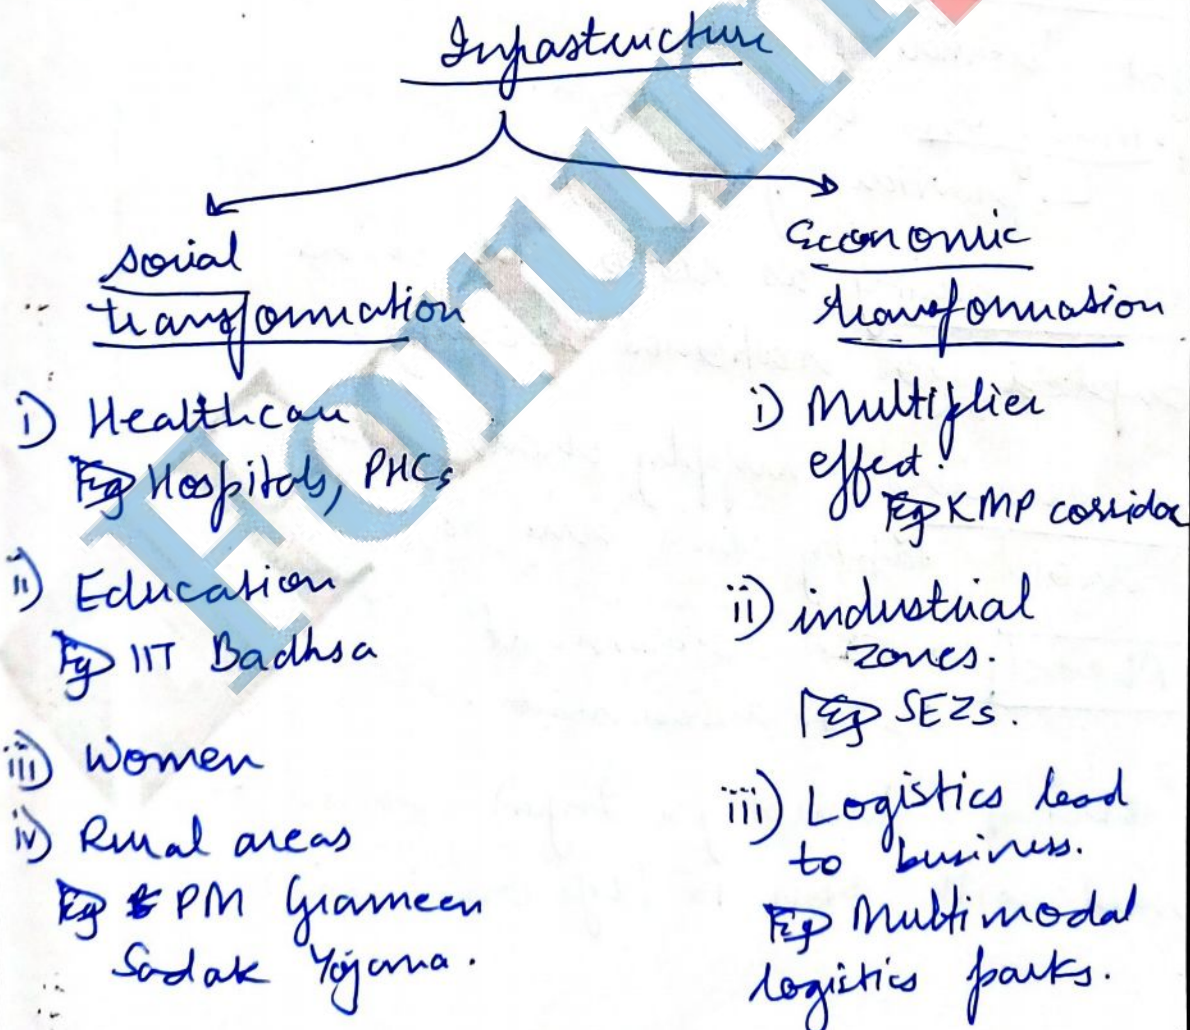 Infrastructure
social
transformation
i) Healthcare
Eg Hospitals, PHCs
ii) Education
Eg IIT Badhsa
iii) Women
iv) Rural areas
Eg PM Grameen
Sadak Yojana.
Economic
transformation
i) Multiplier
effect.
Eg KMP corridor
ii) industrial
zones.
Eg SEZs.
iii) Logistics lead
to business.
Eg Multimodal
logistics parks.
Forum